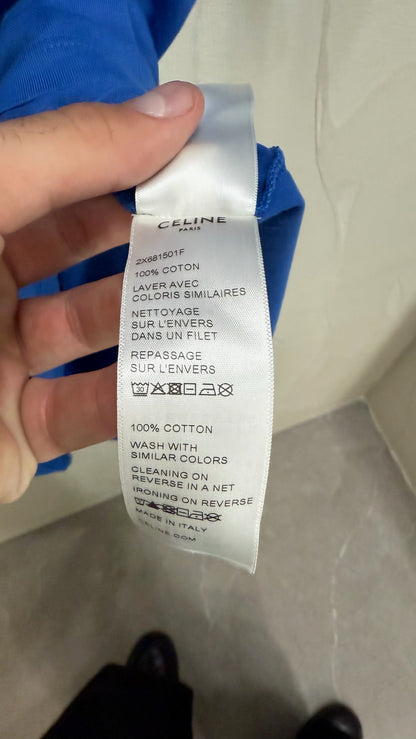 CELINE
PARIS
2X681501F
100% COTON
LAVER AVEC
COLORIS SIMILAIRES
NETTOYAGE
SUR L'ENVERS
DANS UN FILET
REPASSAGE
SUR L'ENVERS
30
100% COTTON
WASH WITH
SIMILAR COLORS
CLEANING ON
REVERSE IN A NET
IRONING ON REVERSE
MADE IN ITALY
CELINE.COM